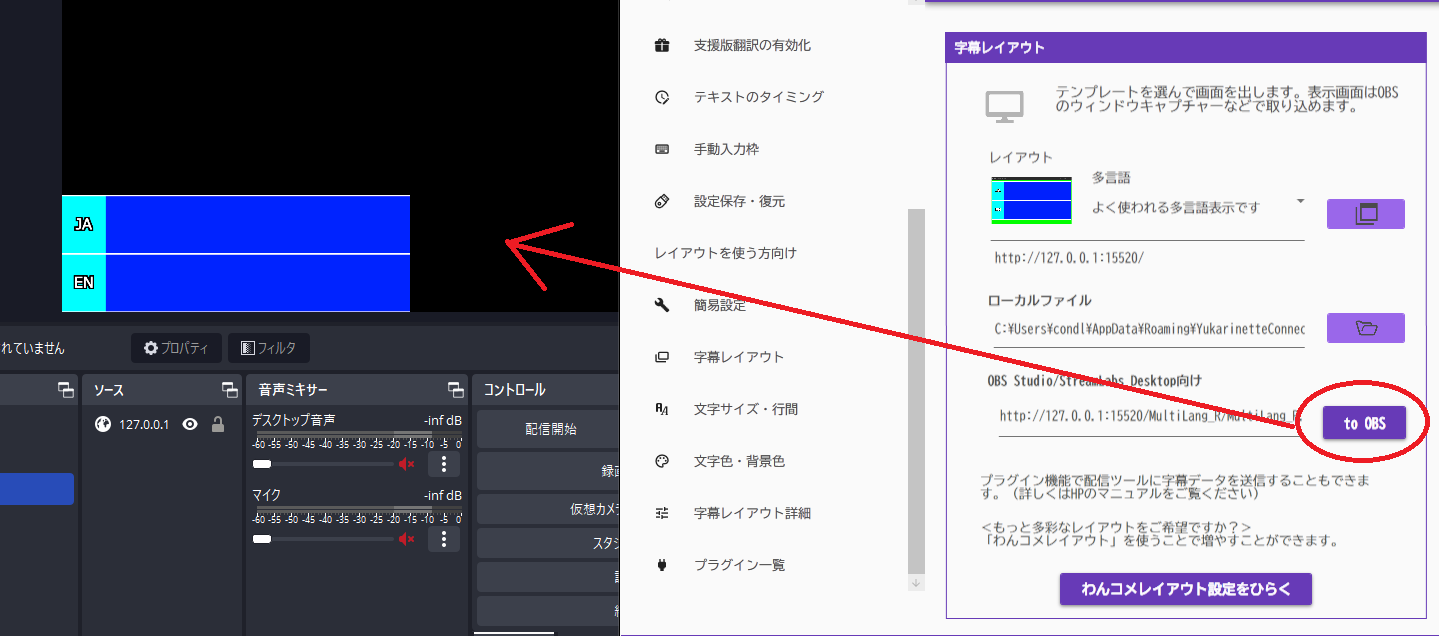 JA
EN
れていません
プロパティ
フィルタ
ソース
音声ミキサー
コントロール
127.0.0.1
デスクトップ音声
-inf dB
-60 -55 -50 -45 -40 -35 -30 -25 -20 -15 -10 -5 0
マイク
-inf dB
-60 -55 -50 -45 -40 -35 -30 -25 -20 -15 -10 -5 0
配信開始
録画
仮想カメラ
スタジ
支援版翻訳の有効化
テキストのタイミング
手動入力枠
設定保存・復元
レイアウトを使う方向け
簡易設定
字幕レイアウト
文字サイズ・行間
文字色・背景色
字幕レイアウト詳細
プラグイン一覧
字幕レイアウト
テンプレートを選んで画面を出します。表示画面はOBS
のウィンドウキャプチャーなどで取り込めます。
レイアウト
多言語
よく使われる多言語表示です
http://127.0.0.1:15520/
ローカルファイル
C:¥Users¥condl¥AppData¥Roaming¥YukarinetteConnec
OBS Studio/StreamLabs Desktop向け
http://127.0.0.1:15520/MultiLang_R/MultiLang_R
to OBS
プラグイン機能で配信ツールに字幕データを送信することもできま
す。（詳しくはHPのマニュアルをご覧ください）
＜もっと多彩なレイアウトをご希望ですか？＞
「わんコメレイアウト」を使うことで増やすことができます。
わんコメレイアウト設定をひらく